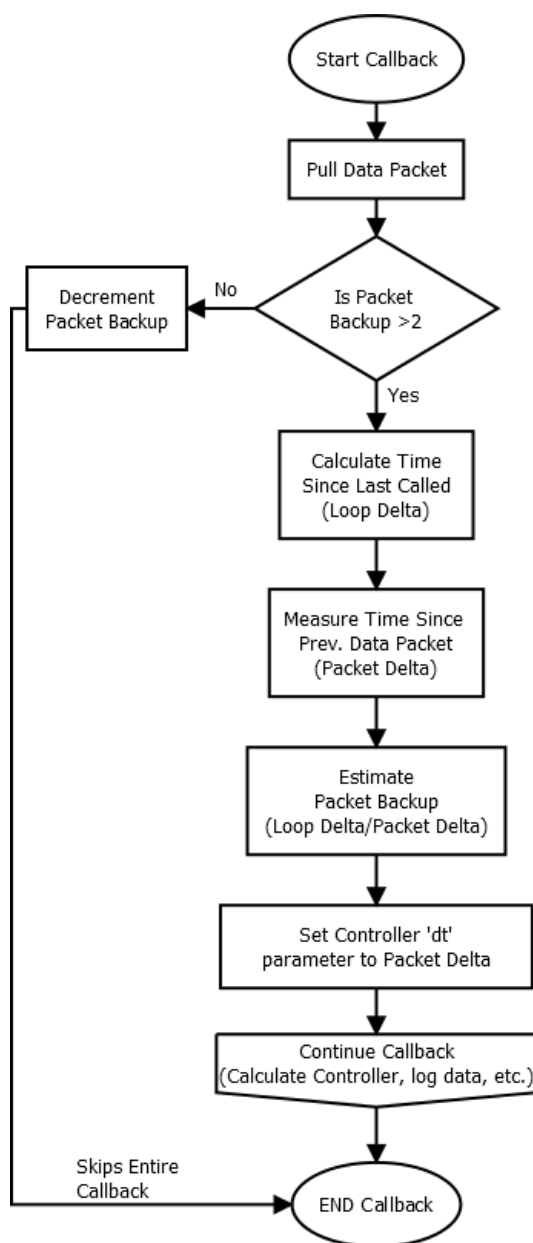 Start Callback
Pull Data Packet
Is Packet
Backup >2
No
Decrement
Packet Backup
Yes
Calculate Time
Since Last Called
(Loop Delta)
Measure Time Since
Prev. Data Packet
(Packet Delta)
Estimate
Packet Backup
(Loop Delta/Packet Delta)
Set Controller 'dt'
parameter to Packet Delta
Continue Callback
(Calculate Controller, log data, etc.)
Skips Entire
Callback
END Callback